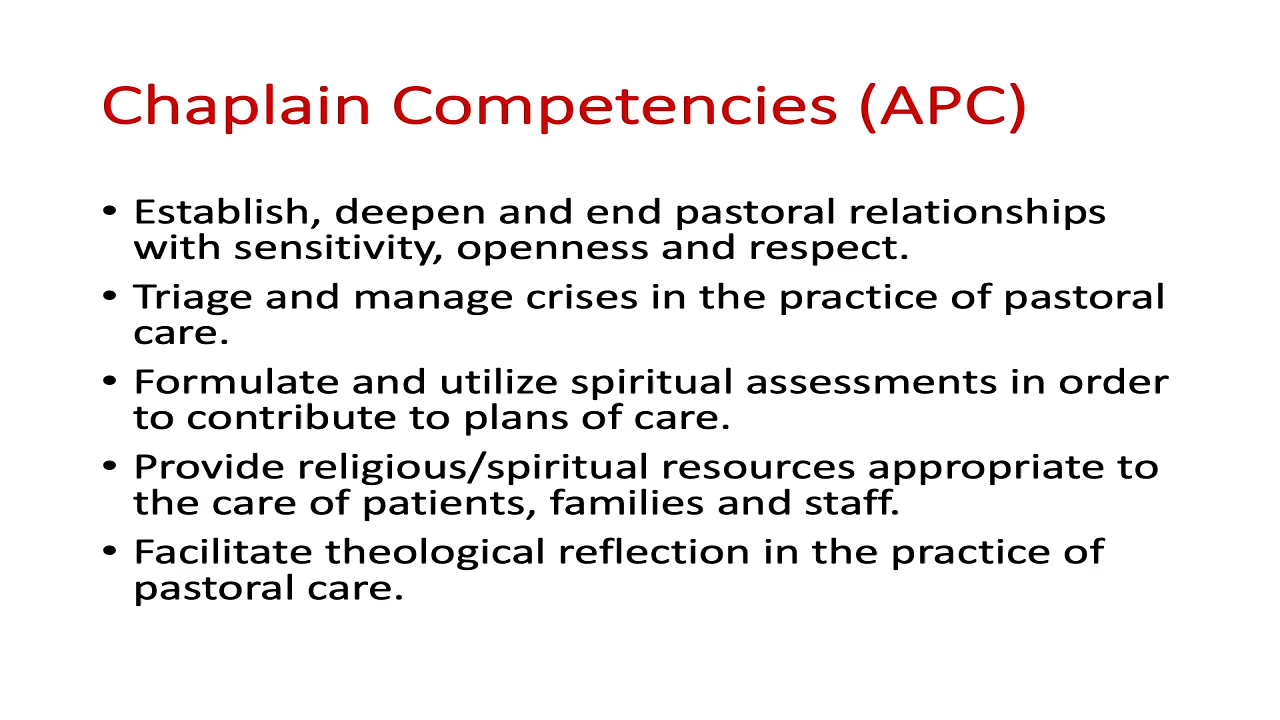 Chaplain Competencies (APC)
• Establish, deepen and end pastoral relationships
with sensitivity, openness and respect.
• Triage and manage crises in the practice of pastoral
care.
• Formulate and utilize spiritual assessments in order
to contribute to plans of care.
• Provide religious/spiritual resources appropriate to
the care of patients, families and staff.
• Facilitate theological reflection in the practice of
pastoral care.